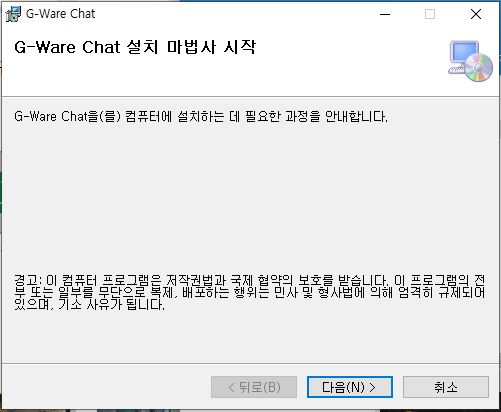 G-Ware Chat
G-Ware Chat 설치 마법사 시작
G-Ware Chat을(를) 컴퓨터에 설치하는 데 필요한 과정을 안내합니다.
경고: 이 컴퓨터 프로그램은 저작권법과 국제 협약의 보호를 받습니다. 이 프로그램의 전
부 또는 일부를 무단으로 복제, 배포하는 행위는 민사 및 형사법에 의해 엄격히 규제되어
있으며, 기소 사유가 됩니다.
< 뒤로(B) 다음(N) > 취소